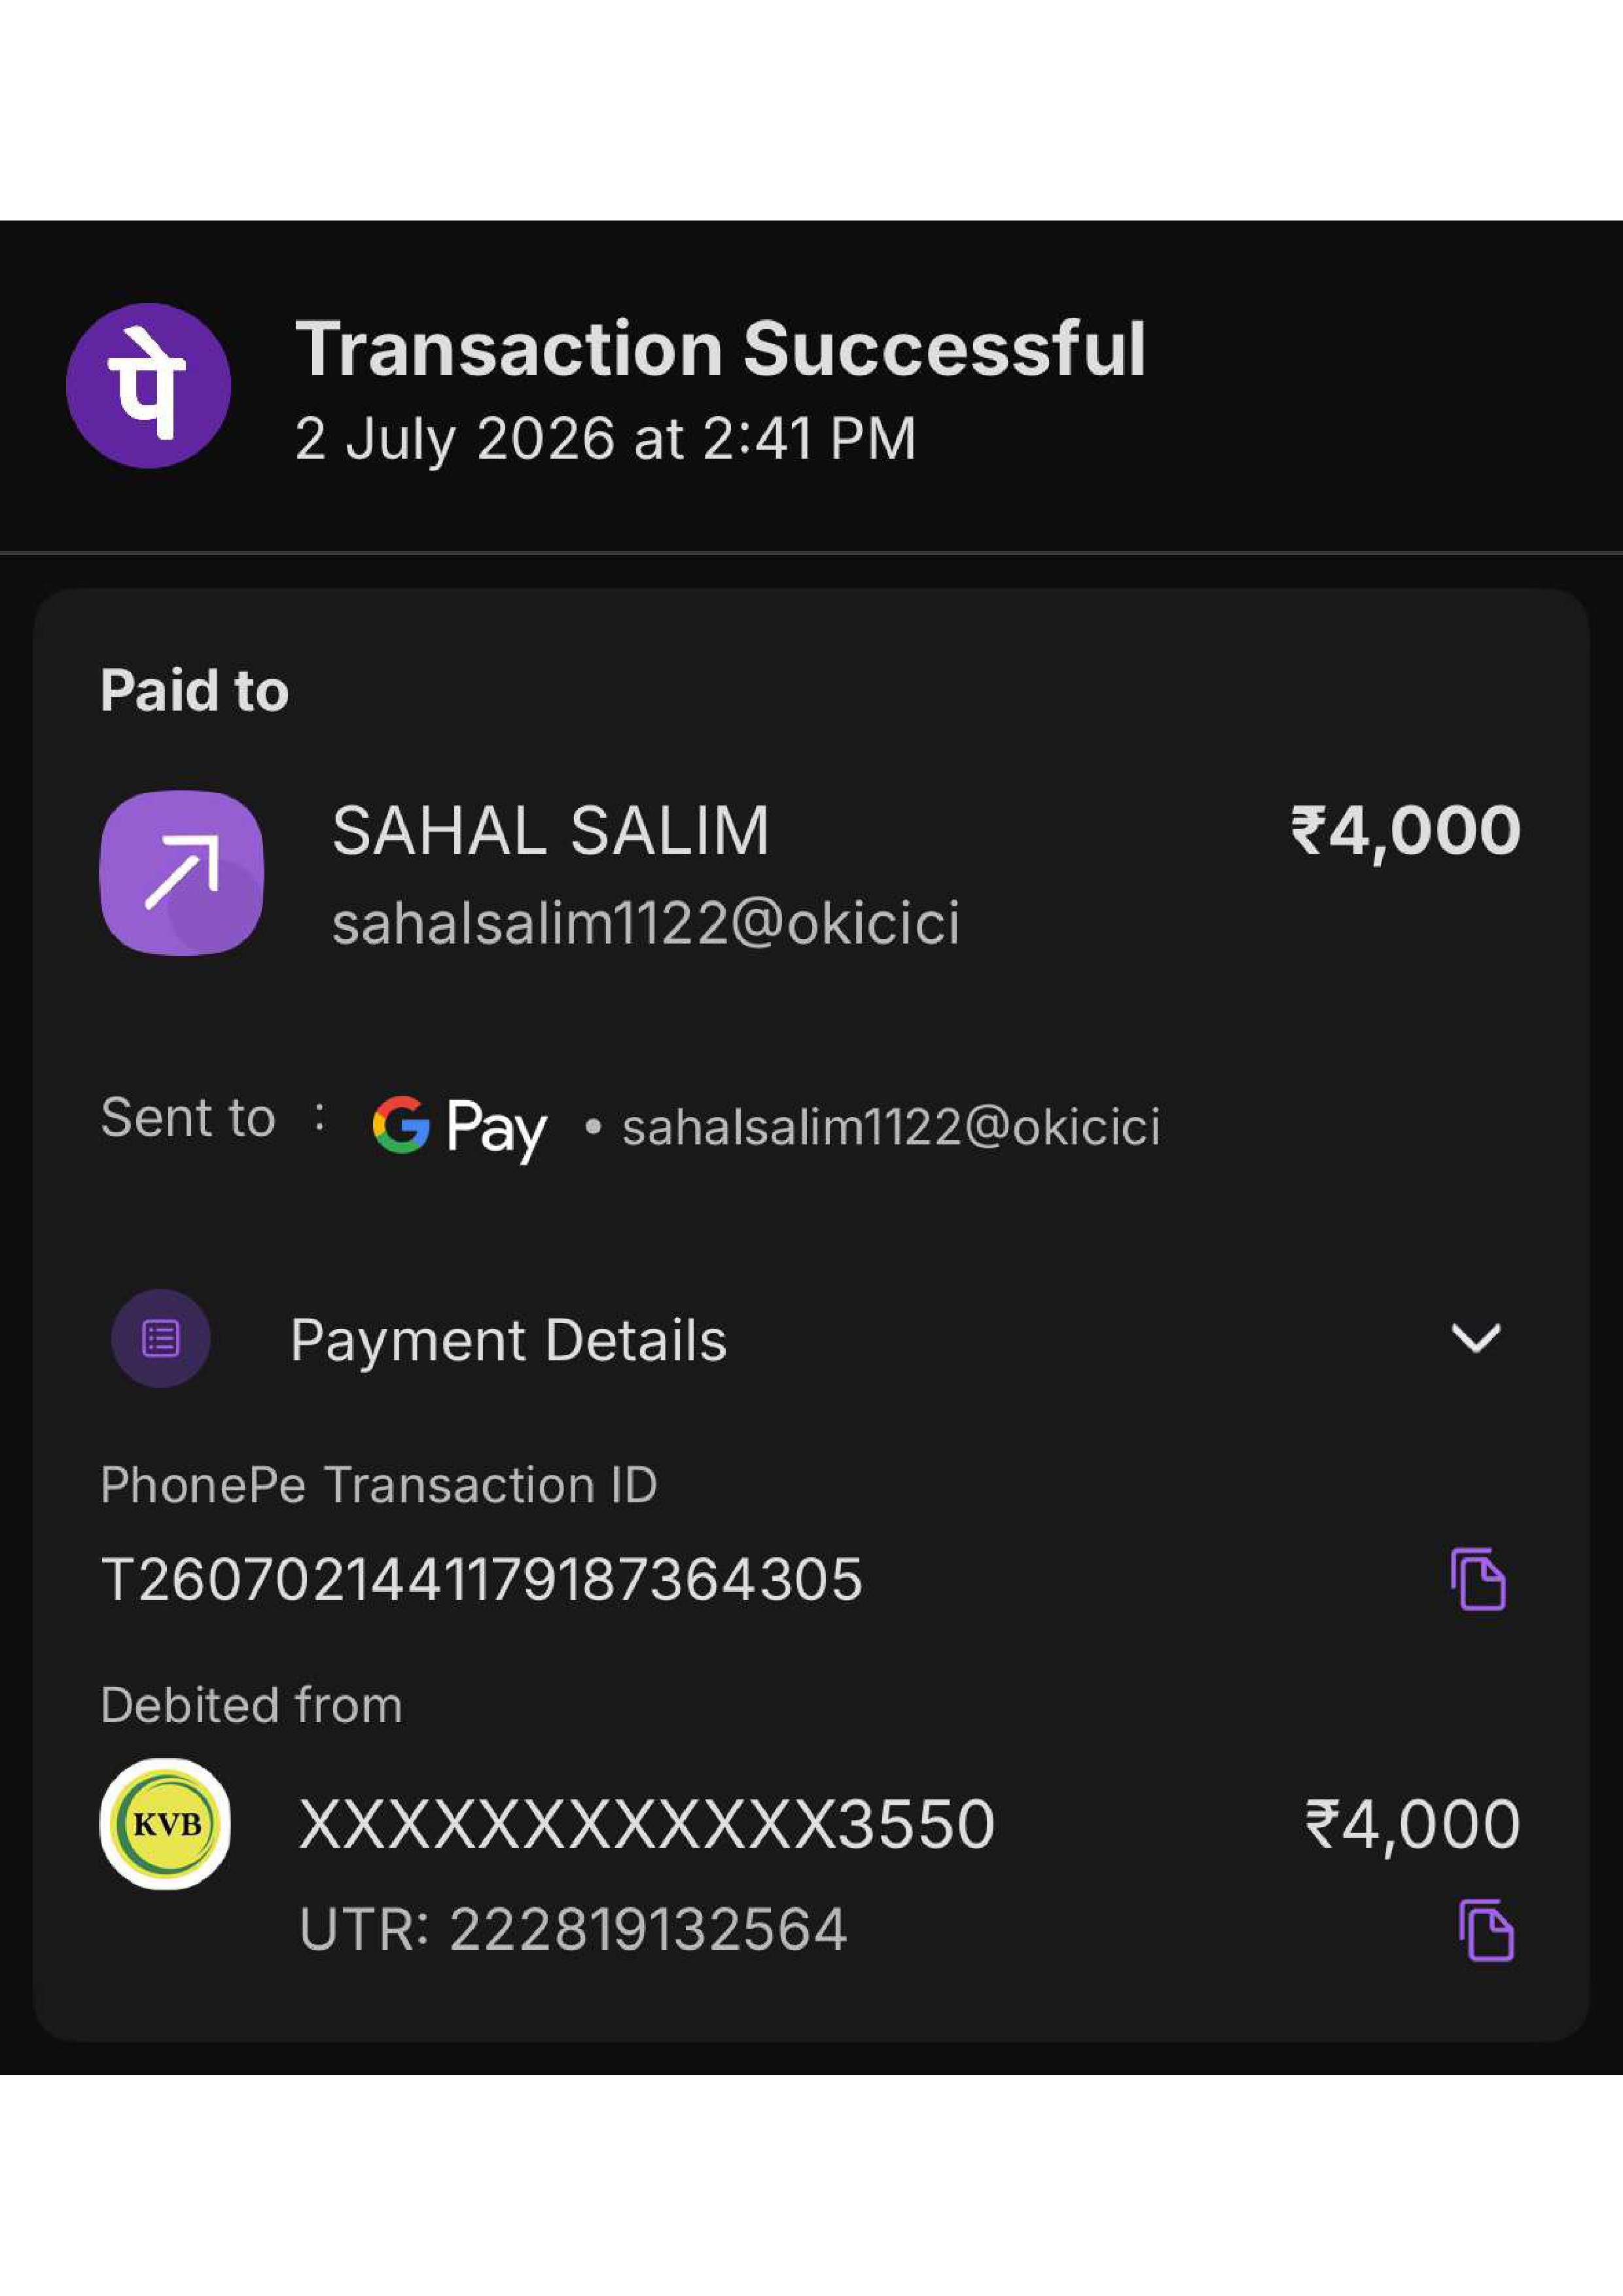 पे
Transaction Successful
2 July 2026 at 2:41 PM
Paid to
SAHAL SALIM
₹4,000
sahalsalim1122@okicici
Sent to : G Pay • sahalsalim1122@okicici
Payment Details
PhonePe Transaction ID
T2607021441179187364305
Debited from
KVB
XXXXXXXXXXXX3550
₹4,000
UTR: 222819132564